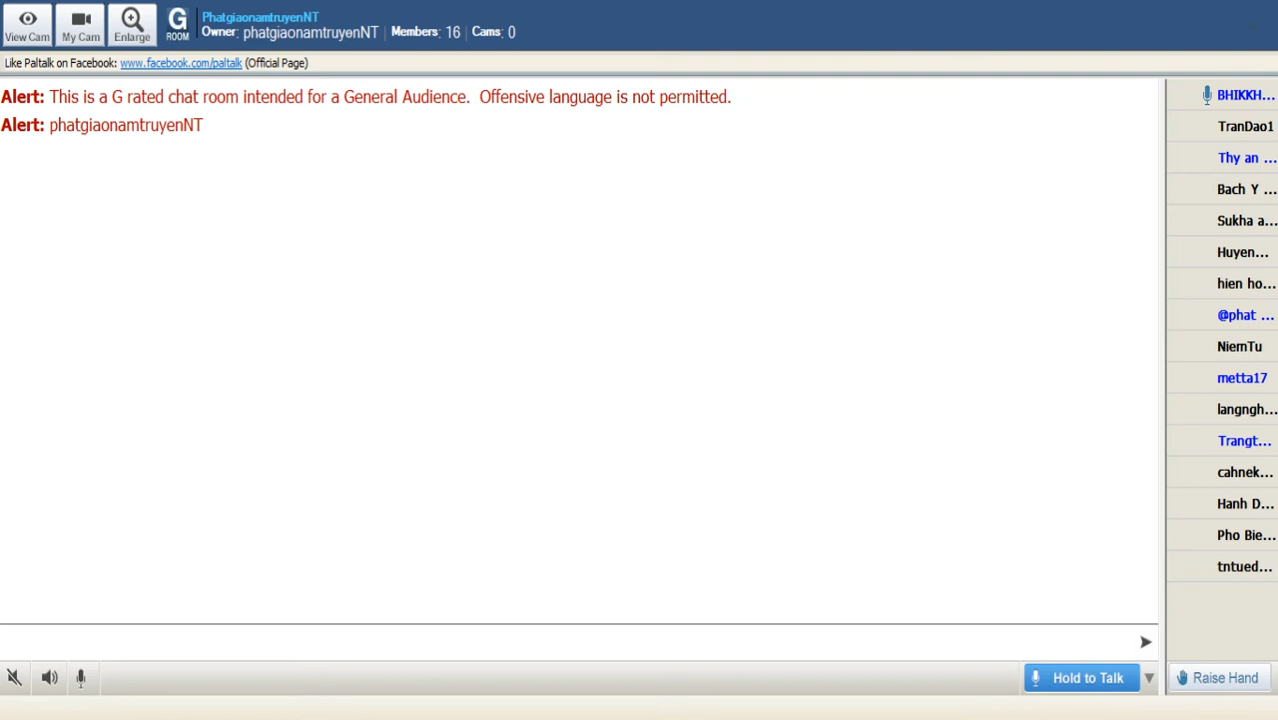 PhatgiaonamtruyenNT
Owner: phatgiaonamtruyenNT Members: 16 Cams: 0
View Cam
My Cam
Enlarge
G
ROOM
Like Paltalk on Facebook: www.facebook.com/paltalk (Official Page)
Alert: This is a G rated chat room intended for a General Audience. Offensive language is not permitted.
Alert: phatgiaonamtruyenNT
BHIKKH...
TranDao1
Thy an ...
Bach Y ...
Sukha a...
Huyen...
hien ho...
@phat ...
NiemTu
metta17
langngh...
Trangt...
cahnek...
Hanh D...
Pho Bie...
tntued...
Hold to Talk
Raise Hand